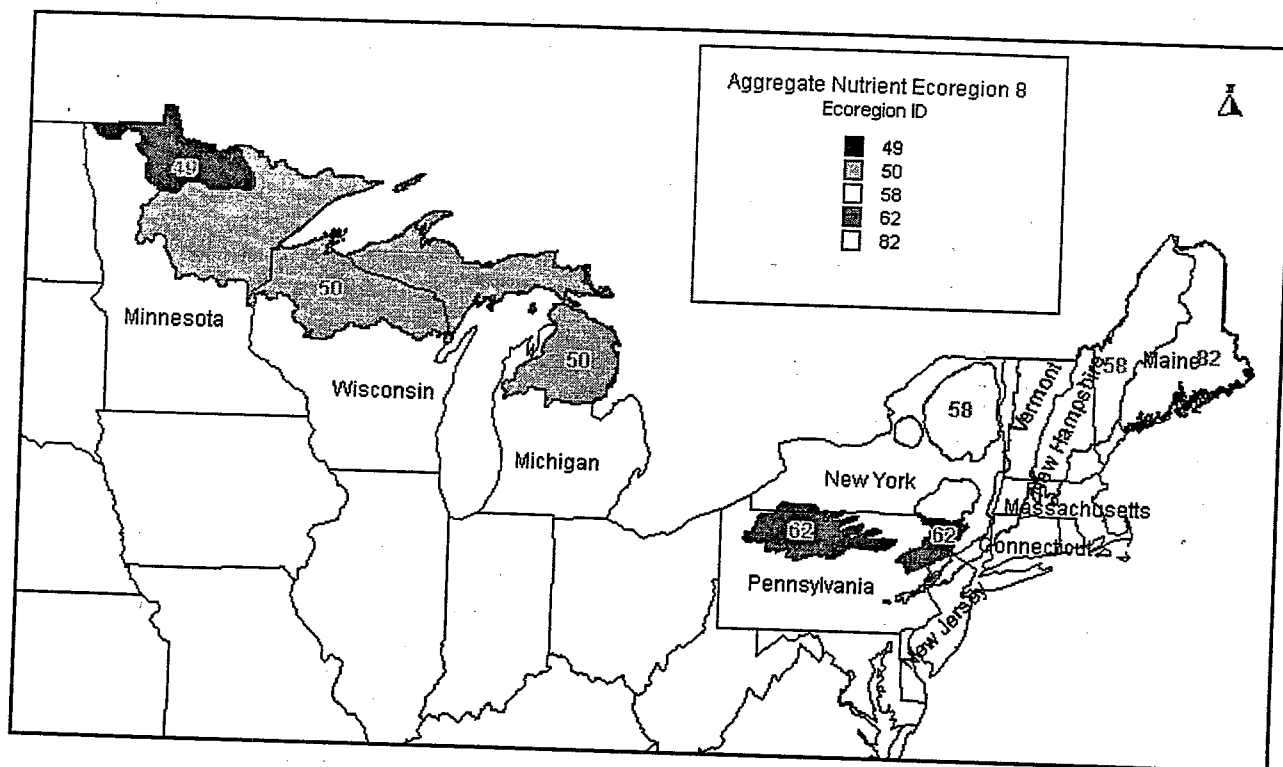 Aggregate Nutrient Ecoregion 8
Ecoregion ID
49
50
58
62
82
N
49
50
Minnesota
Wisconsin
50
Michigan
58
Maine 82
Vermont
New Hampshire
58
New York
Massachusetts
62
62
Connecticut
Pennsylvania
New Jersey